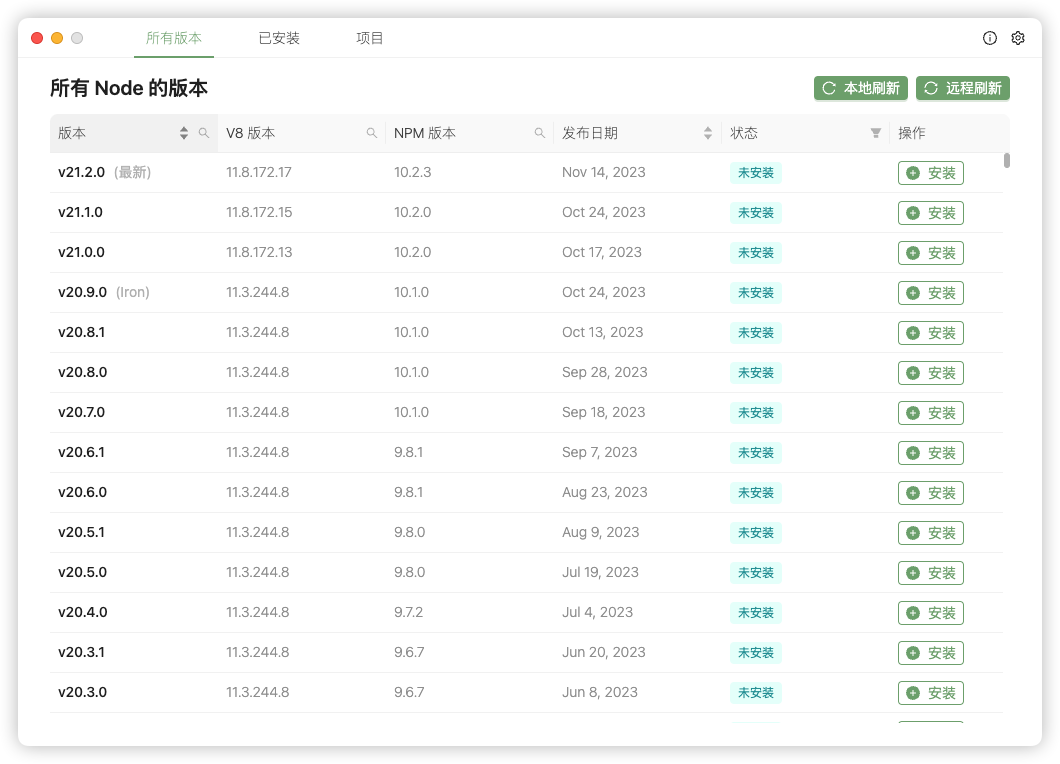 所有版本 已安装 项目
所有 Node 的版本 本地刷新 远程刷新
版本 V8 版本 NPM 版本 发布日期 状态 操作
v21.2.0 (最新) 11.8.172.17 10.2.3 Nov 14, 2023 未安装 安装
v21.1.0 11.8.172.15 10.2.0 Oct 24, 2023 未安装 安装
v21.0.0 11.8.172.13 10.2.0 Oct 17, 2023 未安装 安装
v20.9.0 (Iron) 11.3.244.8 10.1.0 Oct 24, 2023 未安装 安装
v20.8.1 11.3.244.8 10.1.0 Oct 13, 2023 未安装 安装
v20.8.0 11.3.244.8 10.1.0 Sep 28, 2023 未安装 安装
v20.7.0 11.3.244.8 10.1.0 Sep 18, 2023 未安装 安装
v20.6.1 11.3.244.8 9.8.1 Sep 7, 2023 未安装 安装
v20.6.0 11.3.244.8 9.8.1 Aug 23, 2023 未安装 安装
v20.5.1 11.3.244.8 9.8.0 Aug 9, 2023 未安装 安装
v20.5.0 11.3.244.8 9.8.0 Jul 19, 2023 未安装 安装
v20.4.0 11.3.244.8 9.7.2 Jul 4, 2023 未安装 安装
v20.3.1 11.3.244.8 9.6.7 Jun 20, 2023 未安装 安装
v20.3.0 11.3.244.8 9.6.7 Jun 8, 2023 未安装 安装